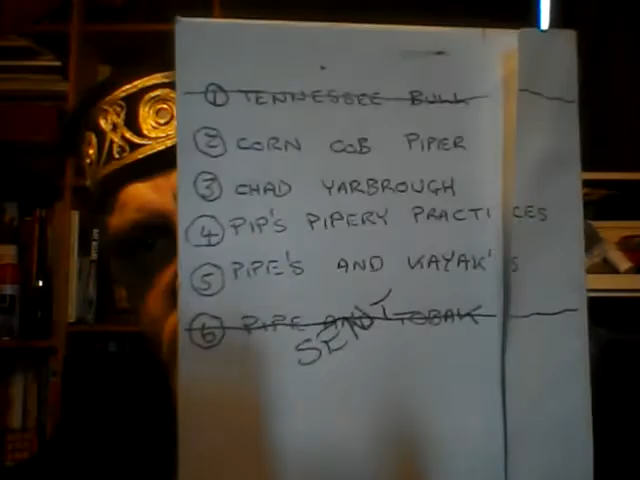 ① TENNESSEE BULL
② CORN COB PIPER
③ CHAD YARBROUGH
④ PIP'S PIPERY PRACTICES
⑤ PIPE'S AND KAYAK'S
⑥ PIPE AND TOBAK
SENT